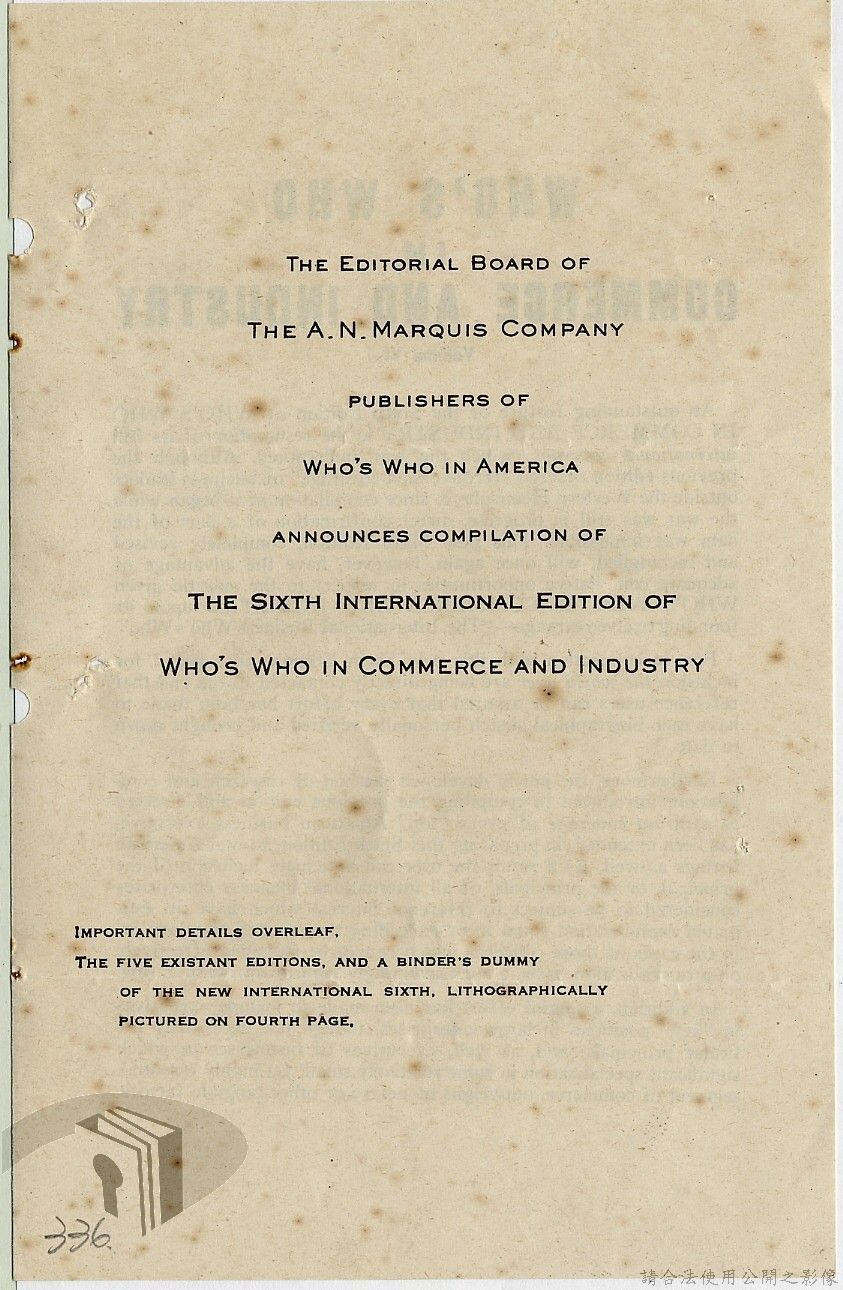 THE EDITORIAL BOARD OF
THE A.N. MARQUIS COMPANY
PUBLISHERS OF
WHO'S WHO IN AMERICA
ANNOUNCES COMPILATION OF
THE SIXTH INTERNATIONAL EDITION OF
WHO'S WHO IN COMMERCE AND INDUSTRY
IMPORTANT DETAILS OVERLEAF.
THE FIVE EXISTANT EDITIONS, AND A BINDER'S DUMMY
OF THE NEW INTERNATIONAL SIXTH, LITHOGRAPHICALLY
PICTURED ON FOURTH PAGE.
336.
請合法使用公開之影像